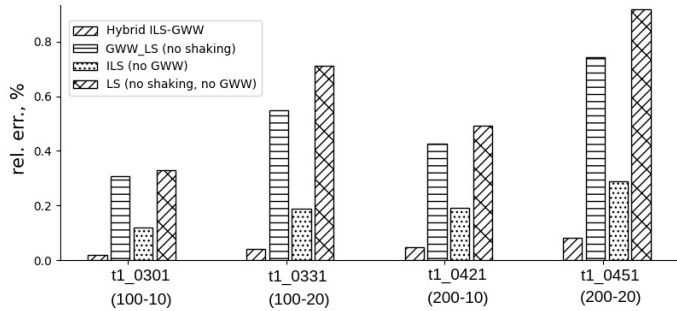 Hybrid ILS-GWW
GWW_LS (no shaking)
ILS (no GWW)
LS (no shaking, no GWW)
rel. err., %
0.8
0.6
0.4
0.2
0.0
t1_0301 t1_0331 t1_0421 t1_0451
(100-10) (100-20) (200-10) (200-20)